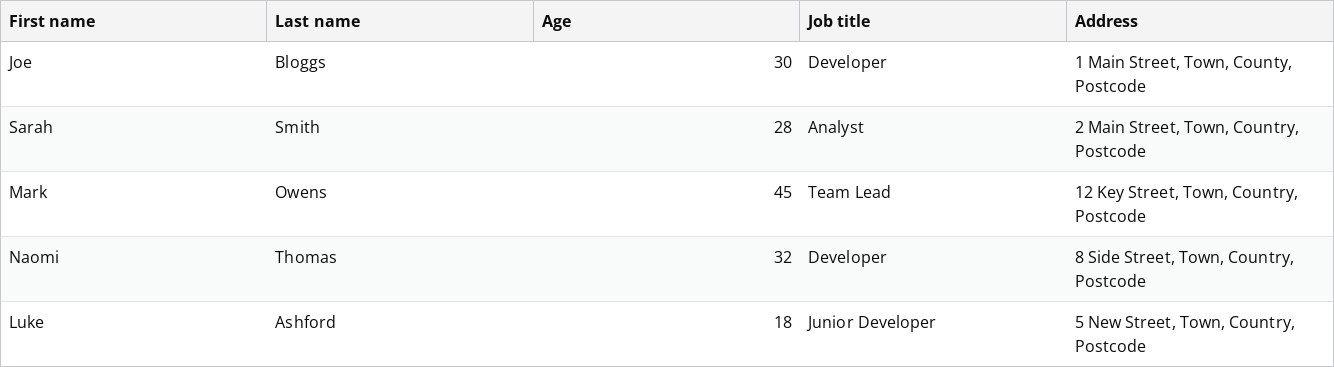 First name Last name Age Job title Address
Joe Bloggs 30 Developer 1 Main Street, Town, County,
Postcode
Sarah Smith 28 Analyst 2 Main Street, Town, Country,
Postcode
Mark Owens 45 Team Lead 12 Key Street, Town, Country,
Postcode
Naomi Thomas 32 Developer 8 Side Street, Town, Country,
Postcode
Luke Ashford 18 Junior Developer 5 New Street, Town, Country,
Postcode